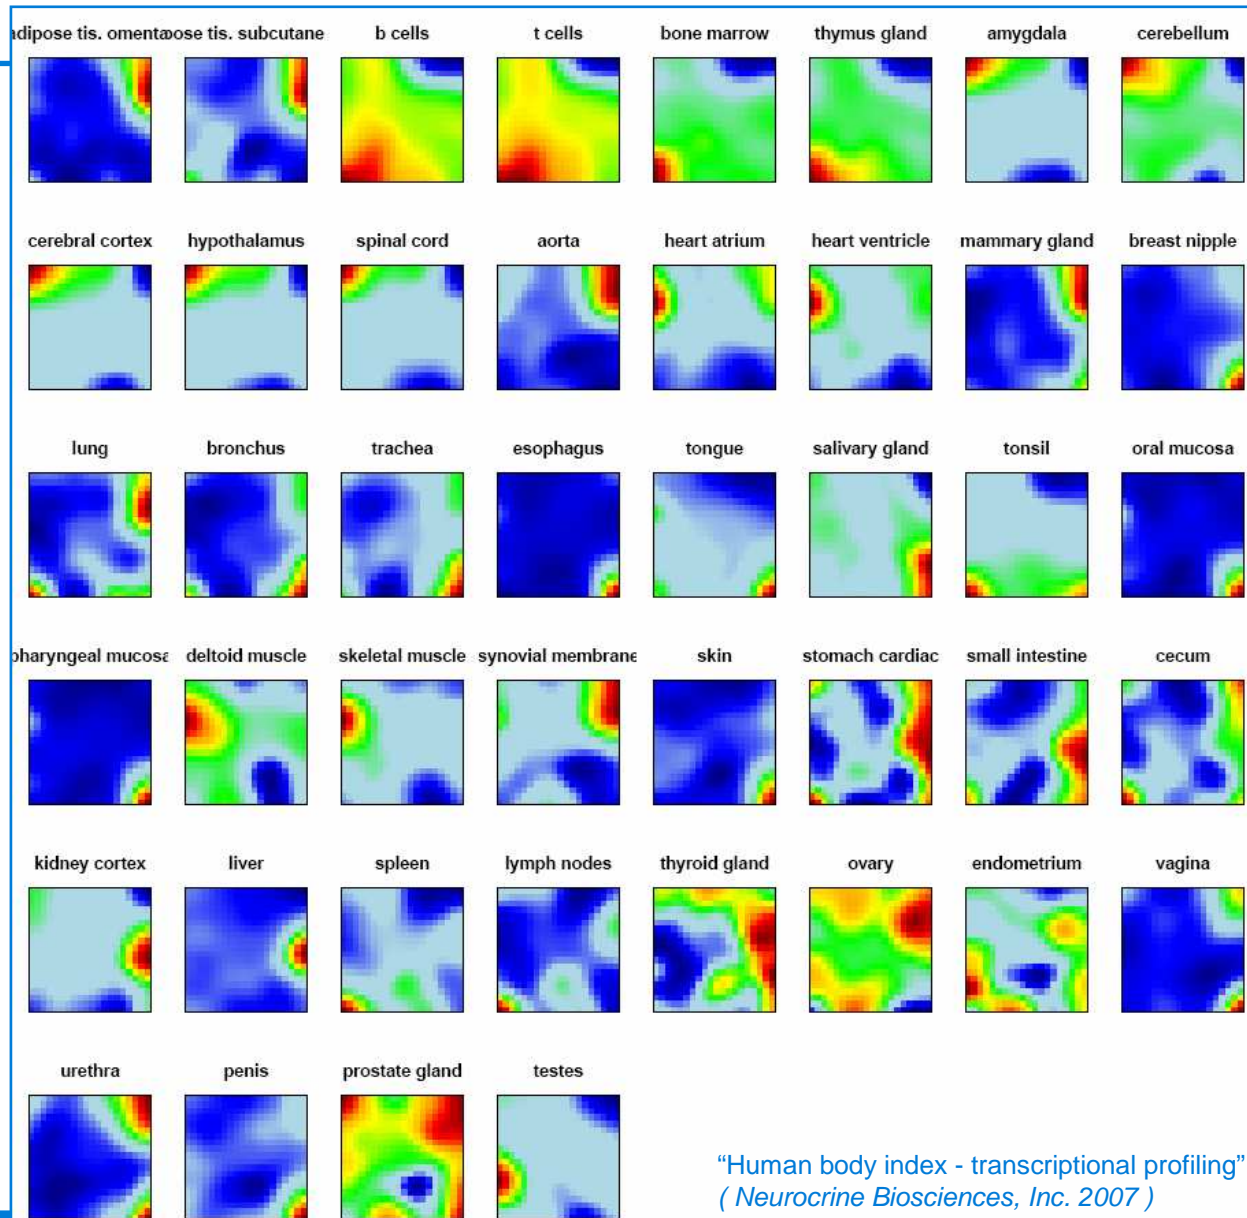 adipose tis. omenta pose tis. subcutane b cells t cells bone marrow thymus gland amygdala cerebellum
cerebral cortex hypothalamus spinal cord aorta heart atrium heart ventricle mammary gland breast nipple
lung bronchus trachea esophagus tongue salivary gland tonsil oral mucosa
pharyngeal mucosa deltoid muscle skeletal muscle synovial membrane skin stomach cardiac small intestine cecum
kidney cortex liver spleen lymph nodes thyroid gland ovary endometrium vagina
urethra penis prostate gland testes
“Human body index - transcriptional profiling”
( Neurocrine Biosciences, Inc. 2007 )